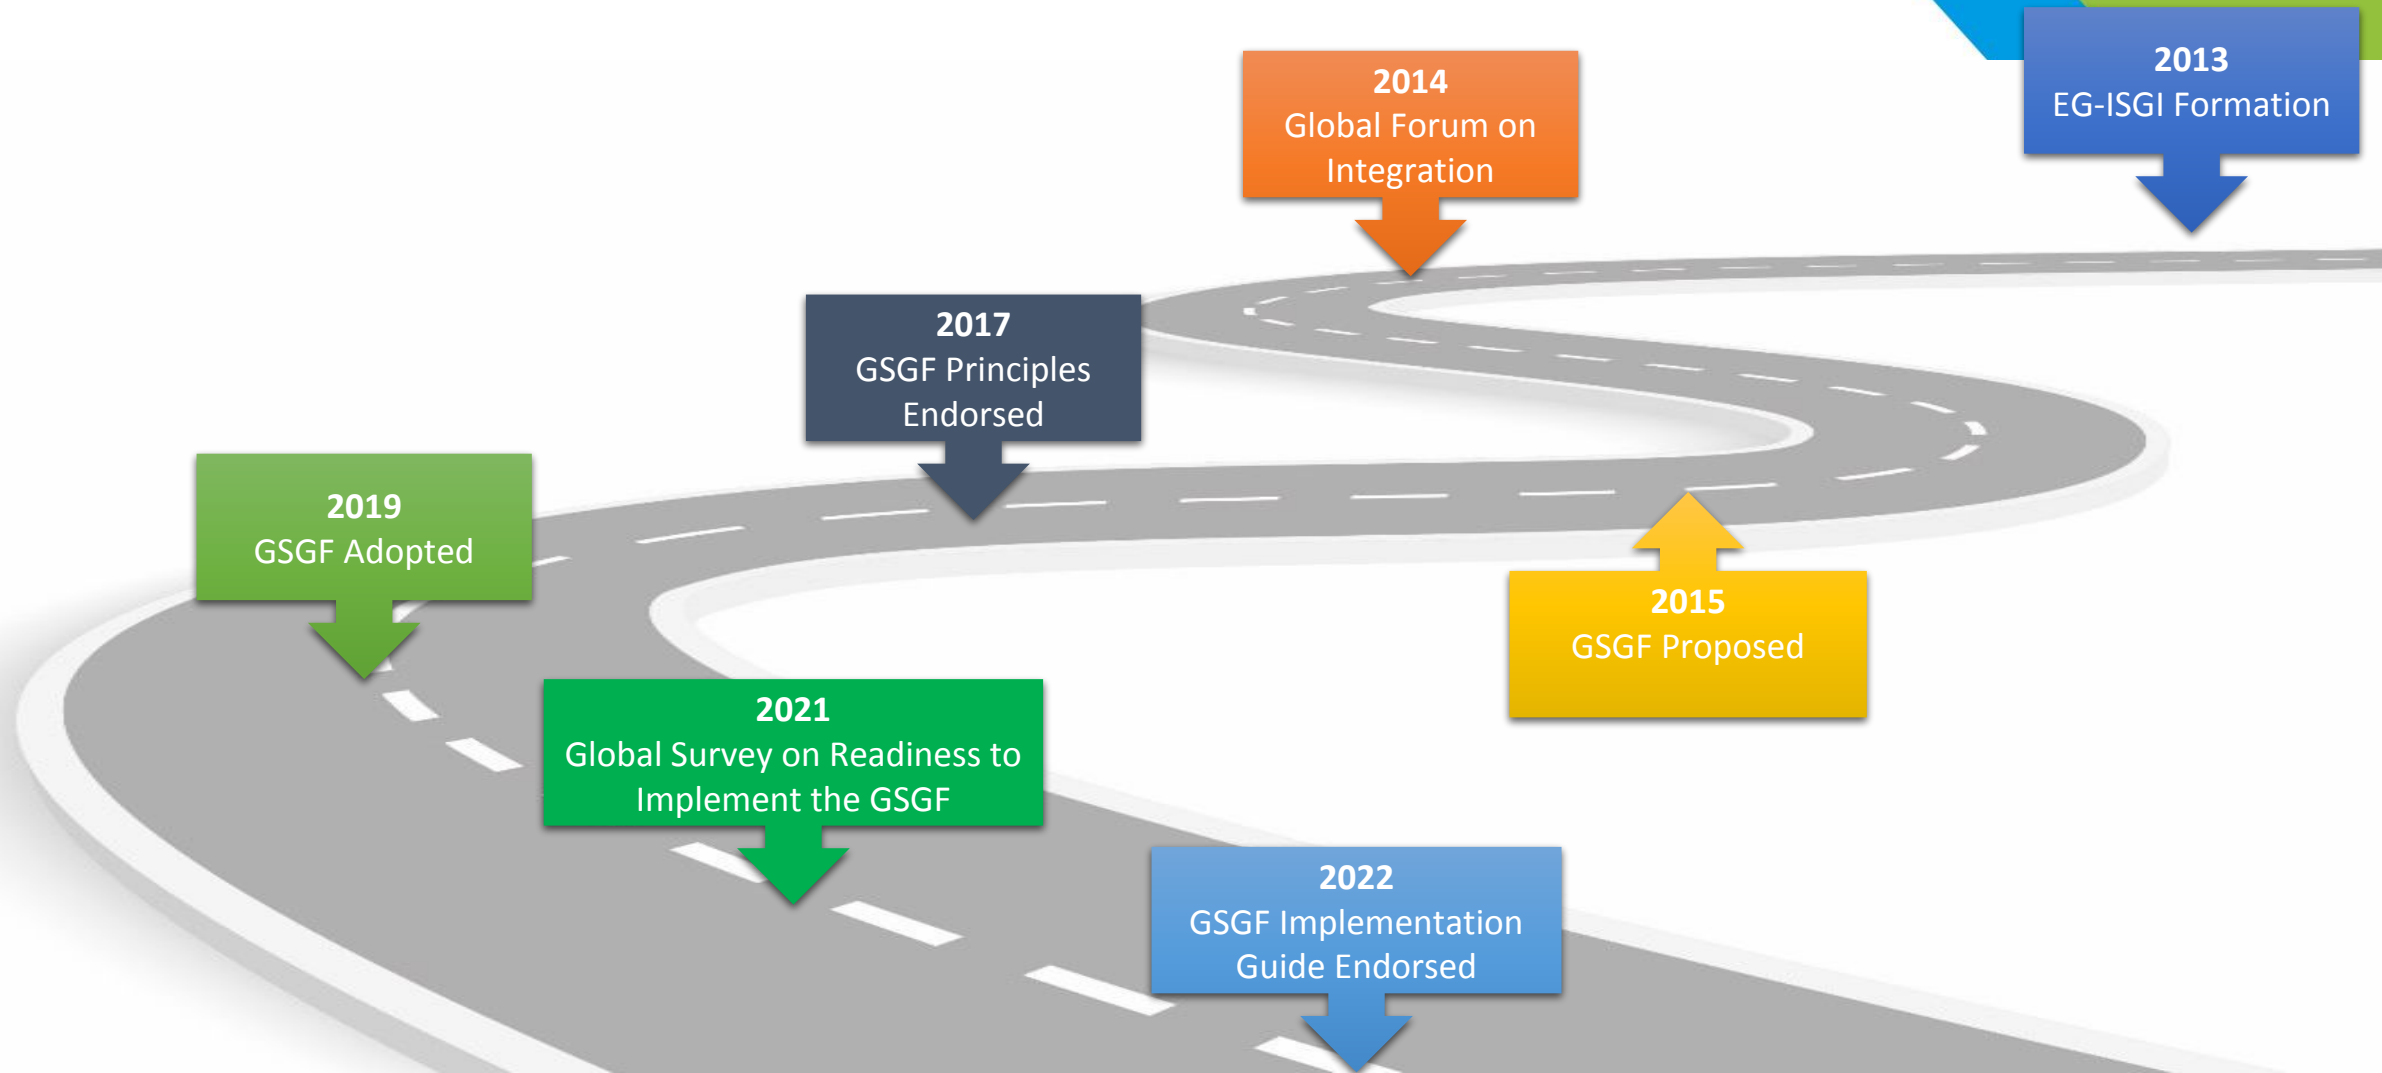 2013
EG-ISGI Formation
2014
Global Forum on
Integration
2015
GSGF Proposed
2017
GSGF Principles
Endorsed
2019
GSGF Adopted
2021
Global Survey on Readiness to
Implement the GSGF
2022
GSGF Implementation
Guide Endorsed